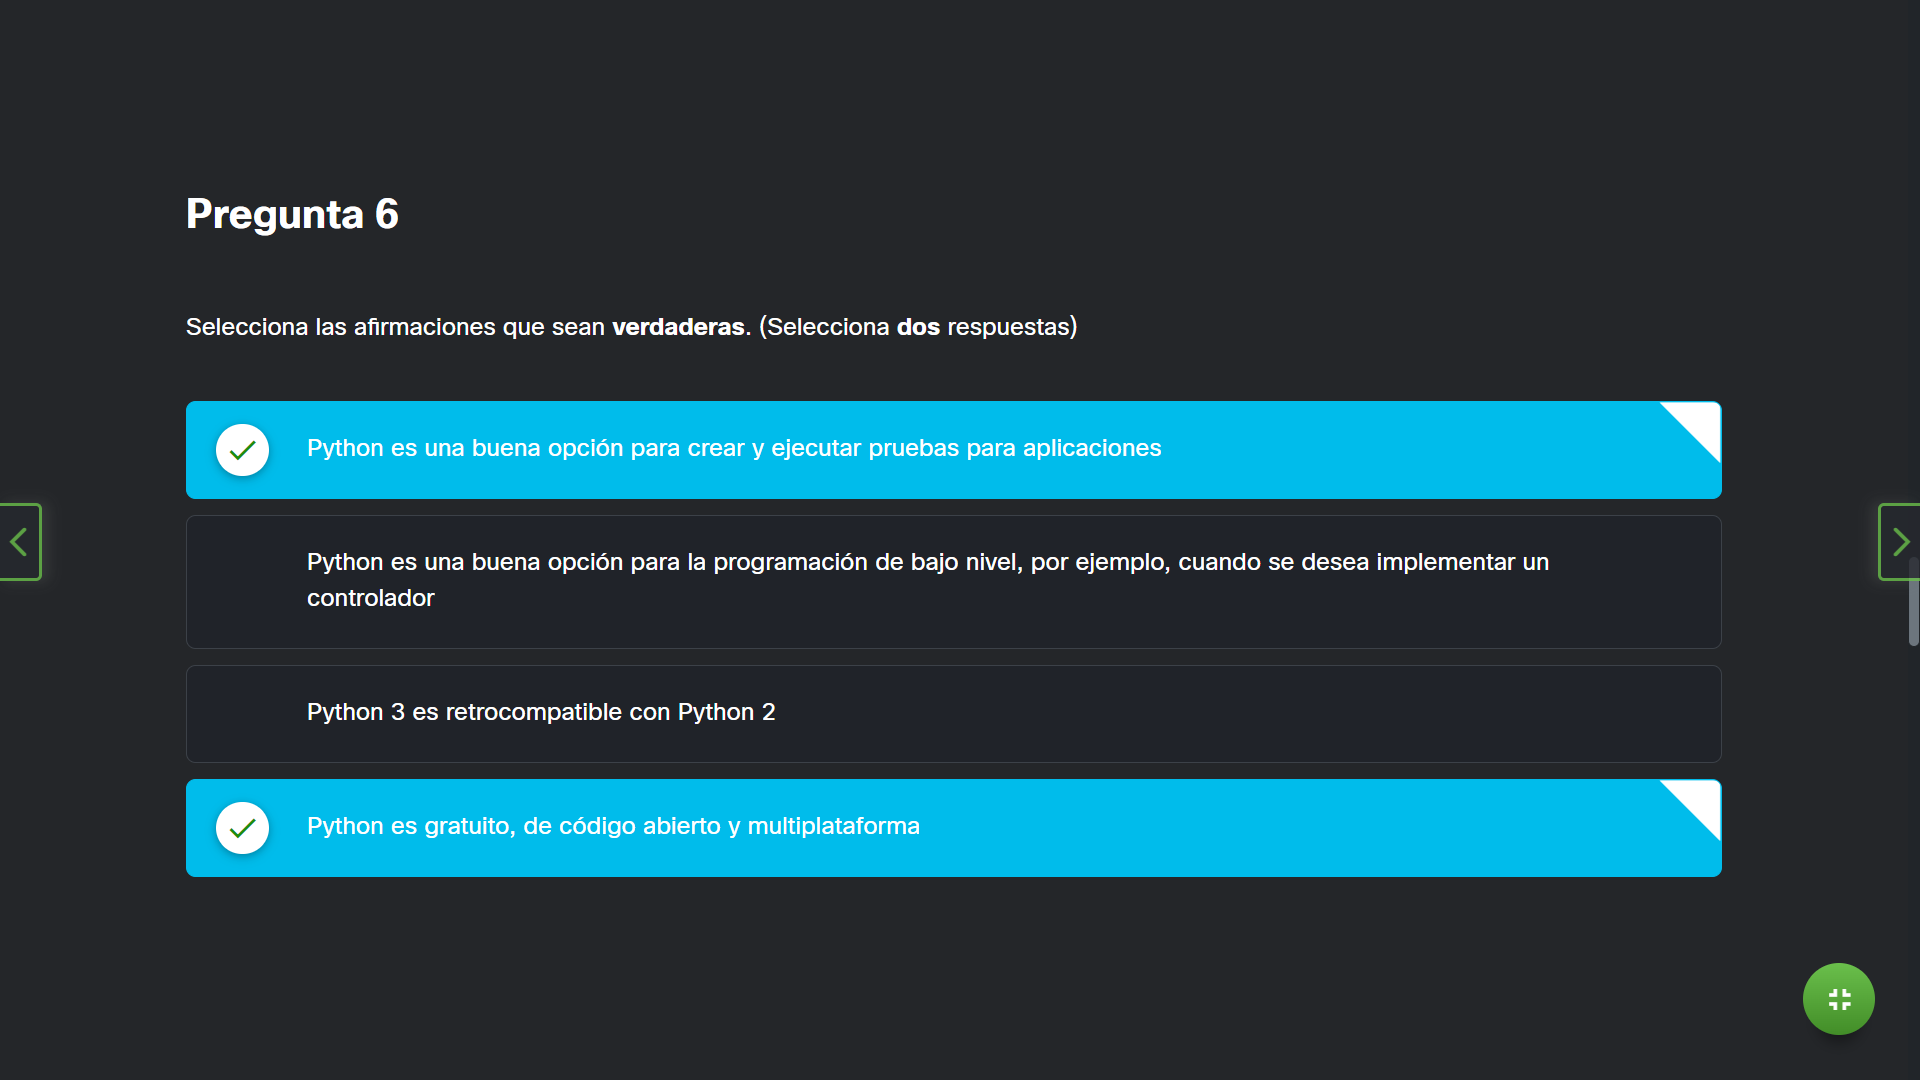 Pregunta 6
Selecciona las afirmaciones que sean verdaderas. (Selecciona dos respuestas)
Python es una buena opción para crear y ejecutar pruebas para aplicaciones
Python es una buena opción para la programación de bajo nivel, por ejemplo, cuando se desea implementar un
controlador
Python 3 es retrocompatible con Python 2
Python es gratuito, de código abierto y multiplataforma